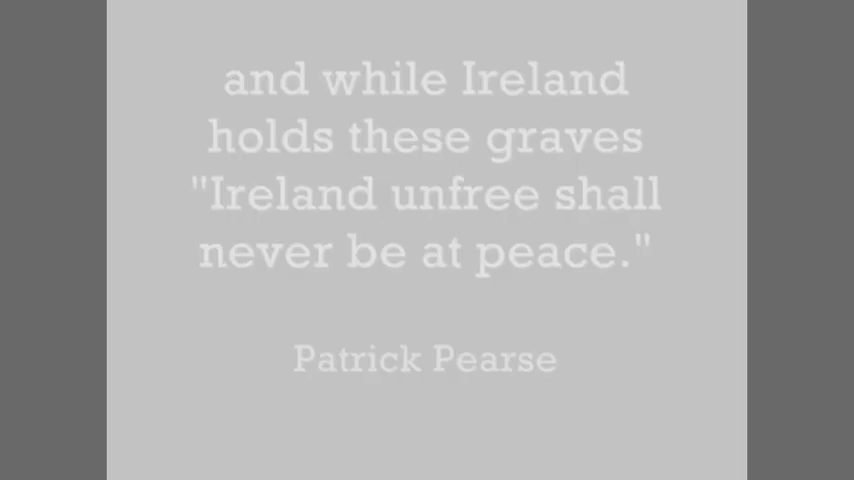 and while Ireland
holds these graves
"Ireland unfree shall
never be at peace."
Patrick Pearse